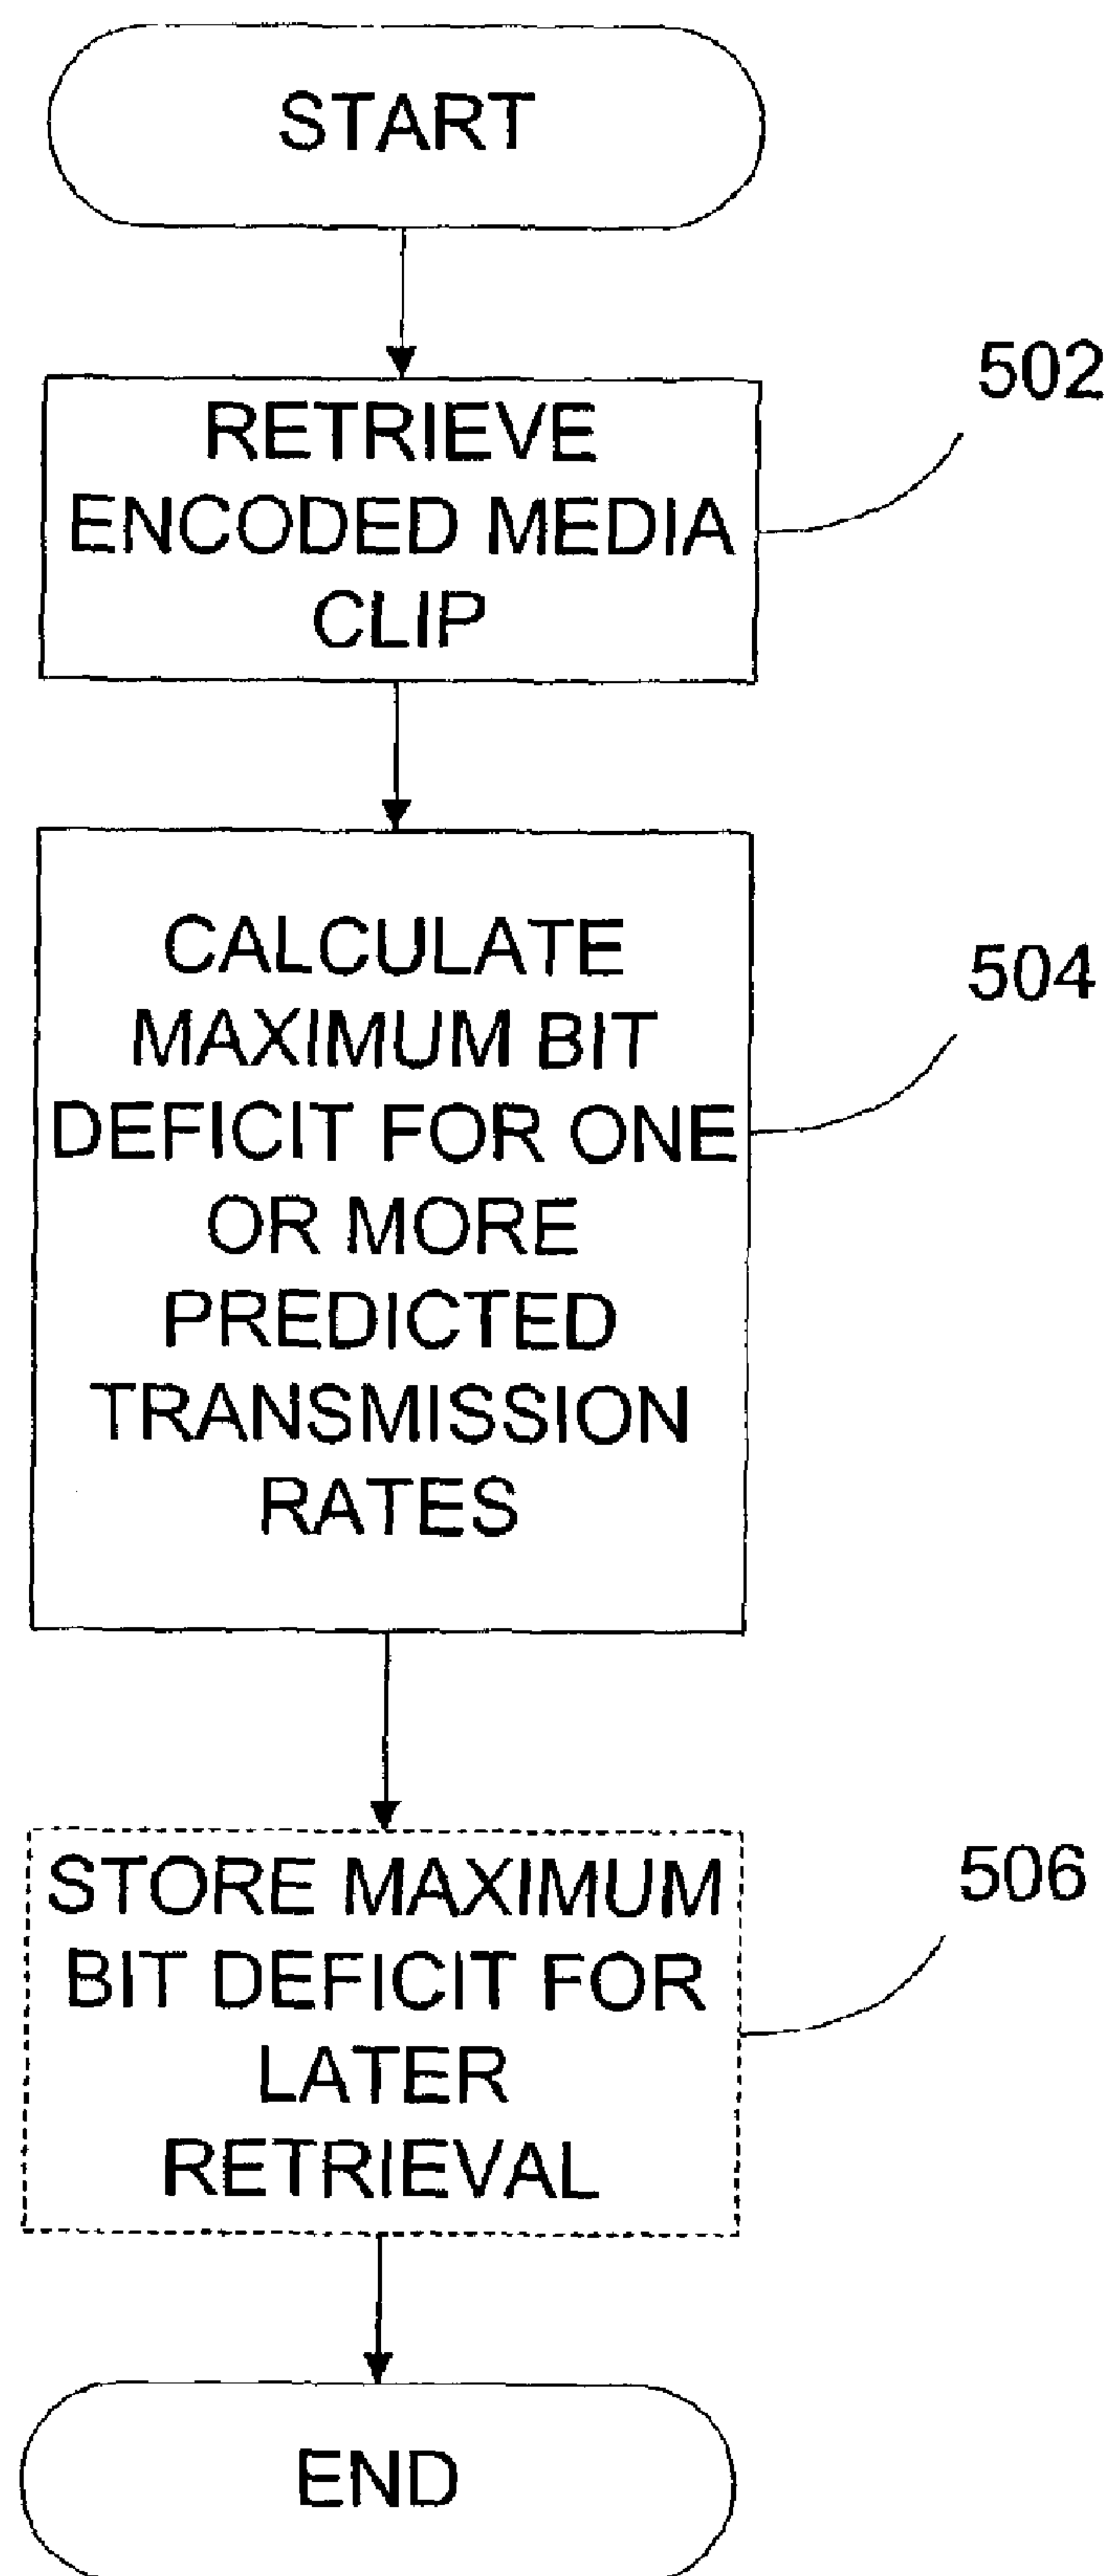 START
502
RETRIEVE
ENCODED MEDIA
CLIP
504
CALCULATE
MAXIMUM BIT
DEFICIT FOR ONE
OR MORE
PREDICTED
TRANSMISSION
RATES
506
STORE MAXIMUM
BIT DEFICIT FOR
LATER
RETRIEVAL
END